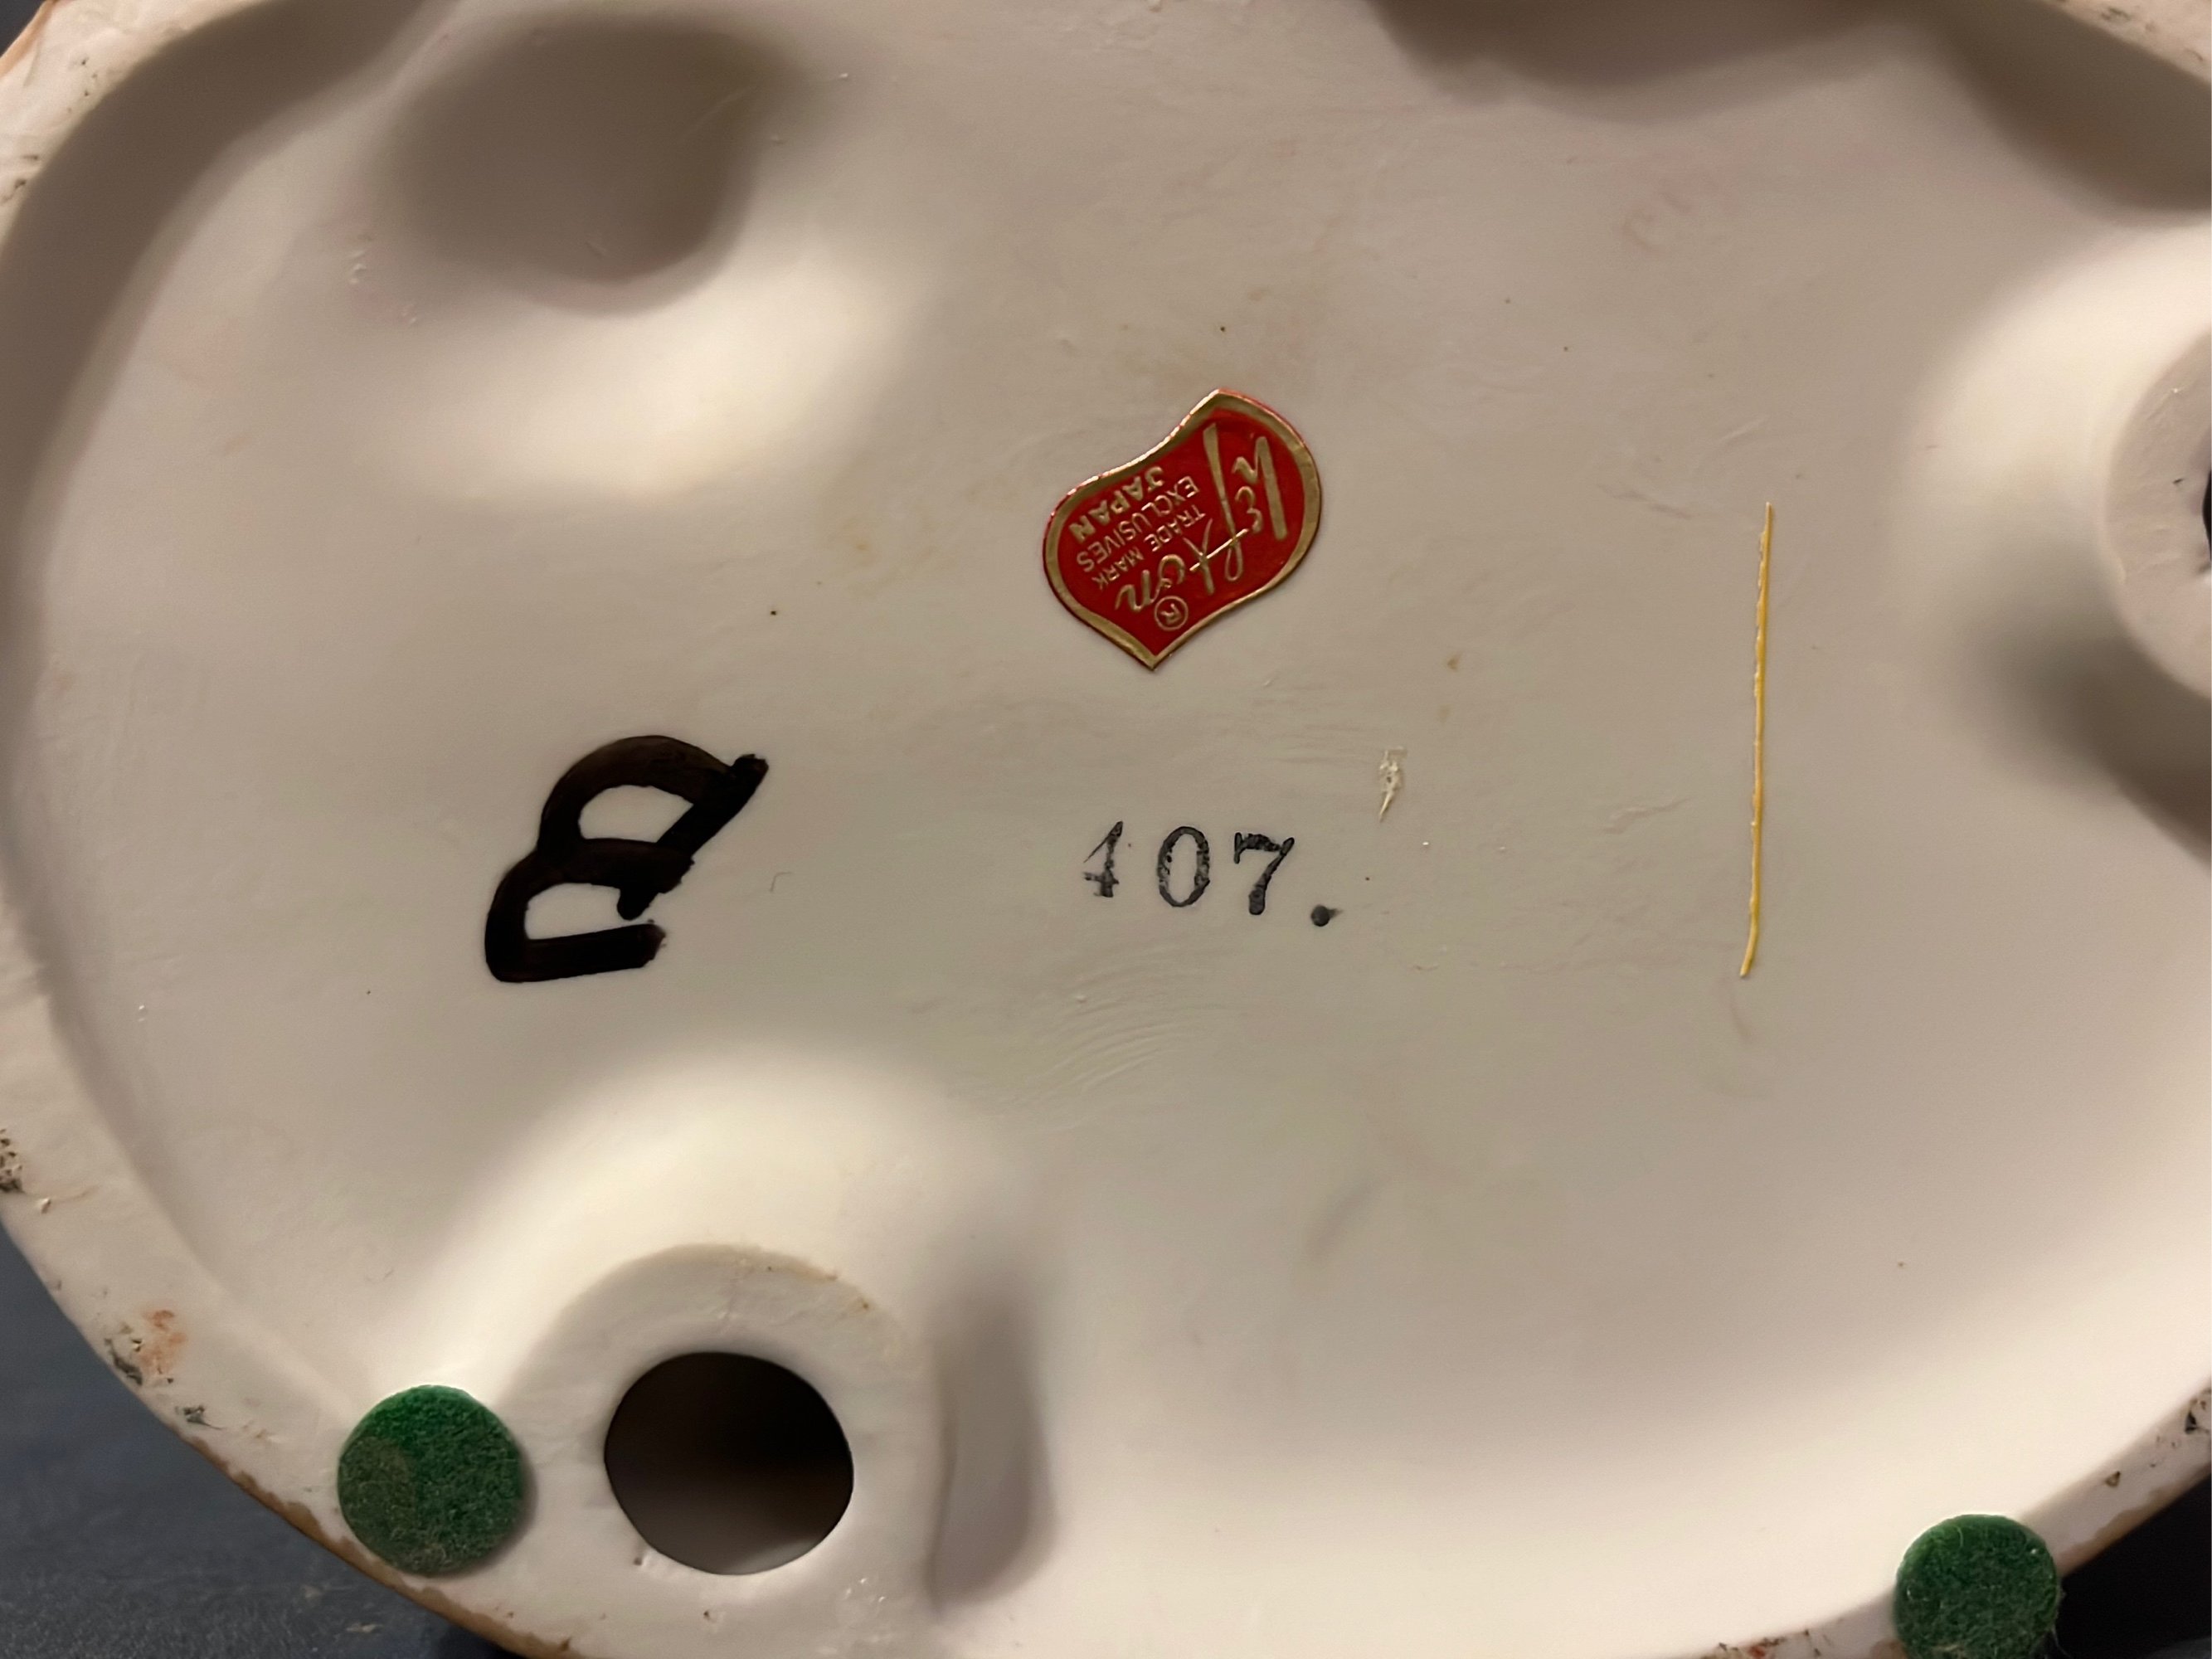 Lefton
®
TRADE MARK
EXCLUSIVES
JAPAN
407.